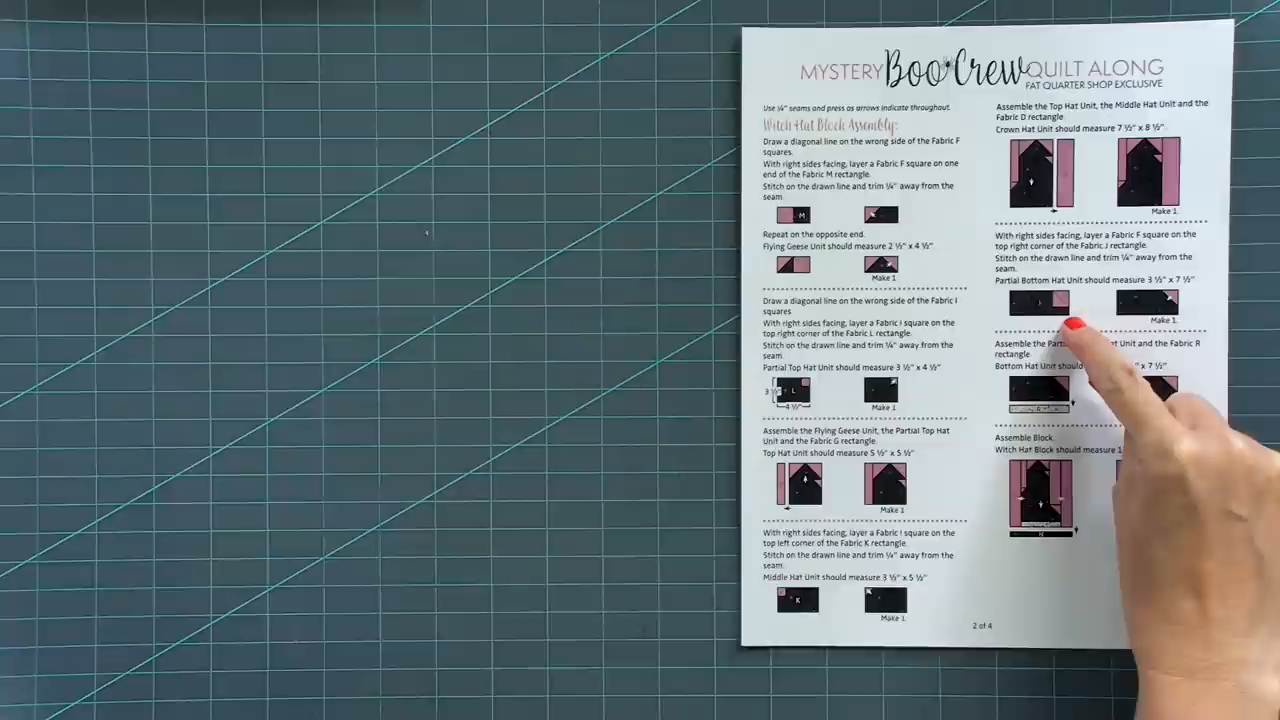 MYSTERY Boo Crew QUILT ALONG
FAT QUARTER SHOP EXCLUSIVE
Use ¼" seams and press as arrows indicate throughout.
Witch Hat Block Assembly:
Draw a diagonal line on the wrong side of the Fabric F
squares.
With right sides facing, layer a Fabric F square on one
end of the Fabric M rectangle.
Stitch on the drawn line and trim ¼" away from the
seam.
M
Repeat on the opposite end.
Flying Geese Unit should measure 2 ½" x 4 ½"
Make 1
Draw a diagonal line on the wrong side of the Fabric I
squares
With right sides facing, layer a Fabric I square on the
top right corner of the Fabric L rectangle.
Stitch on the drawn line and trim ¼" away from the
seam.
Partial Top Hat Unit should measure 3 ½" x 4 ½"
3 ½"
L
4 ½"
Make 1
Assemble the Flying Geese Unit, the Partial Top Hat
Unit and the Fabric G rectangle.
Top Hat Unit should measure 5 ½" x 5 ½"
Make 1
With right sides facing, layer a Fabric I square on the
top left corner of the Fabric K rectangle.
Stitch on the drawn line and trim ¼" away from the
seam.
Middle Hat Unit should measure 3 ½" x 5 ½"
K
Make 1
Assemble the Top Hat Unit, the Middle Hat Unit and the
Fabric D rectangle
Crown Hat Unit should measure 7 ½" x 8 ½"
Make 1.
With right sides facing, layer a Fabric F square on the
top right corner of the Fabric J rectangle.
Stitch on the drawn line and trim ¼" away from the
seam.
Partial Bottom Hat Unit should measure 3 ½" x 7 ½"
J
Make 1.
Assemble the Hat Unit and the Fabric R
rectangle
Bottom Hat Unit should x 7 ½"
R
Assemble Block.
Witch Hat Block should measure
N
2 of 4